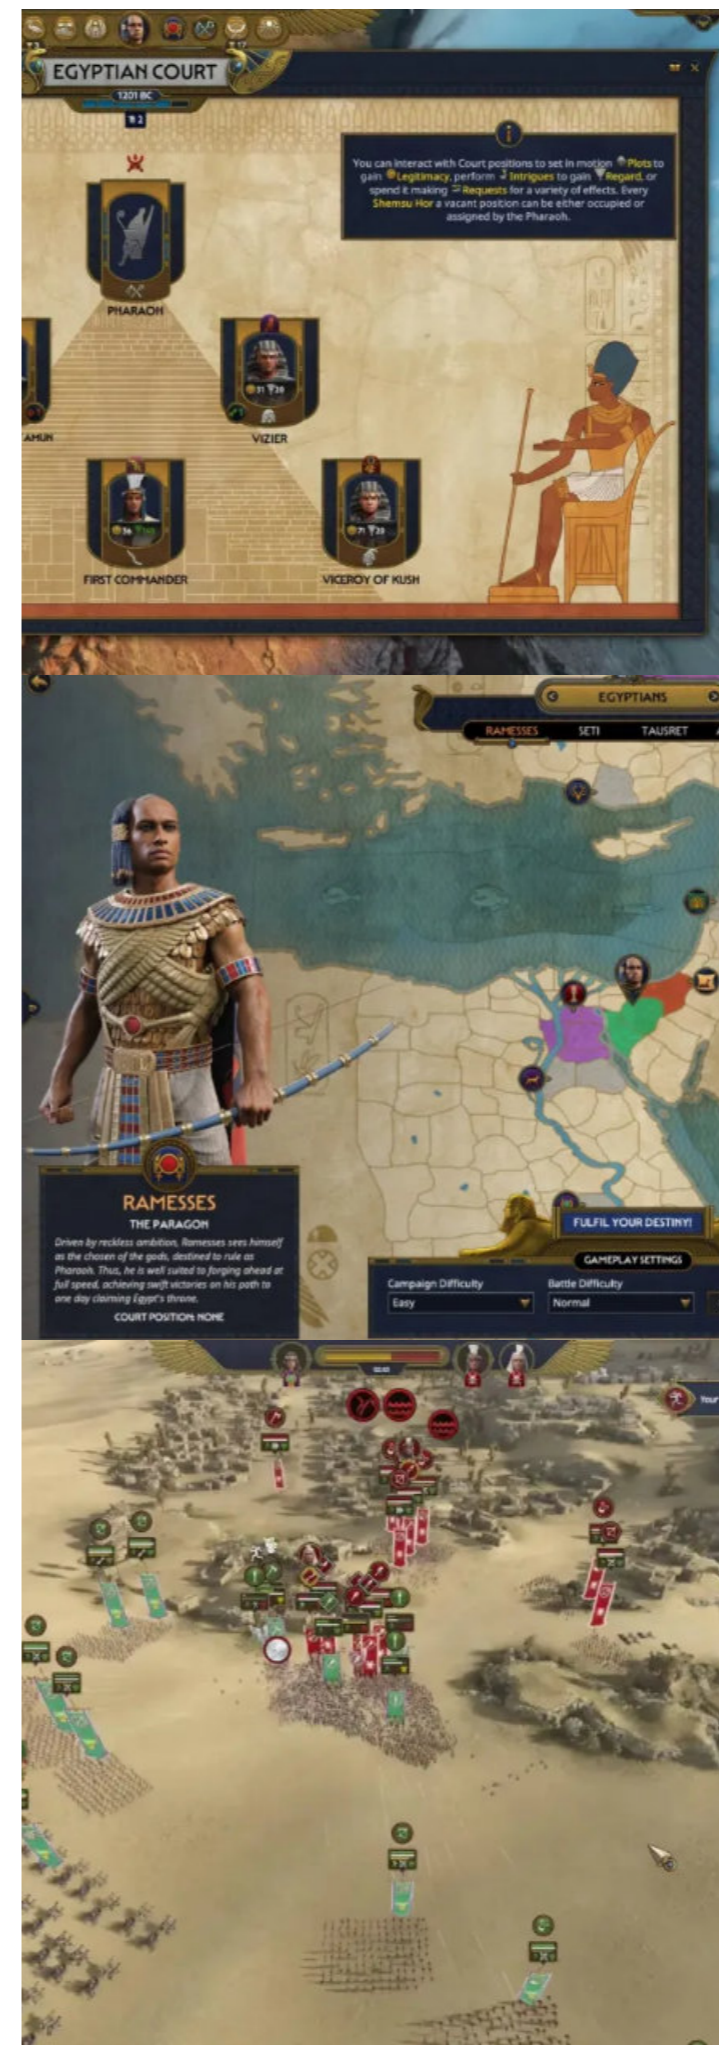 EGYPTIAN COURT
1201 BC
2
You can interact with Court positions to set in motion Plots to
gain Legitimacy, perform Intrigues to gain Regard, or
spend it making Requests for a variety of effects. Every
Shemsu Hor a vacant position can be either occupied or
assigned by the Pharaoh.
PHARAOH
AMUN
VIZIER
FIRST COMMANDER
VICEROY OF KUSH
EGYPTIANS
RAMESSES SETI TAUSRET
RAMESSES
THE PARAGON
Driven by reckless ambition, Ramesses sees himself
as the chosen of the gods, destined to rule as
Pharaoh. Thus, he is well suited to forging ahead at
full speed, achieving swift victories on his path to
one day claiming Egypt's throne.
COURT POSITION: NONE
FULFIL YOUR DESTINY!
GAMEPLAY SETTINGS
Campaign Difficulty Battle Difficulty
Easy Normal
Your